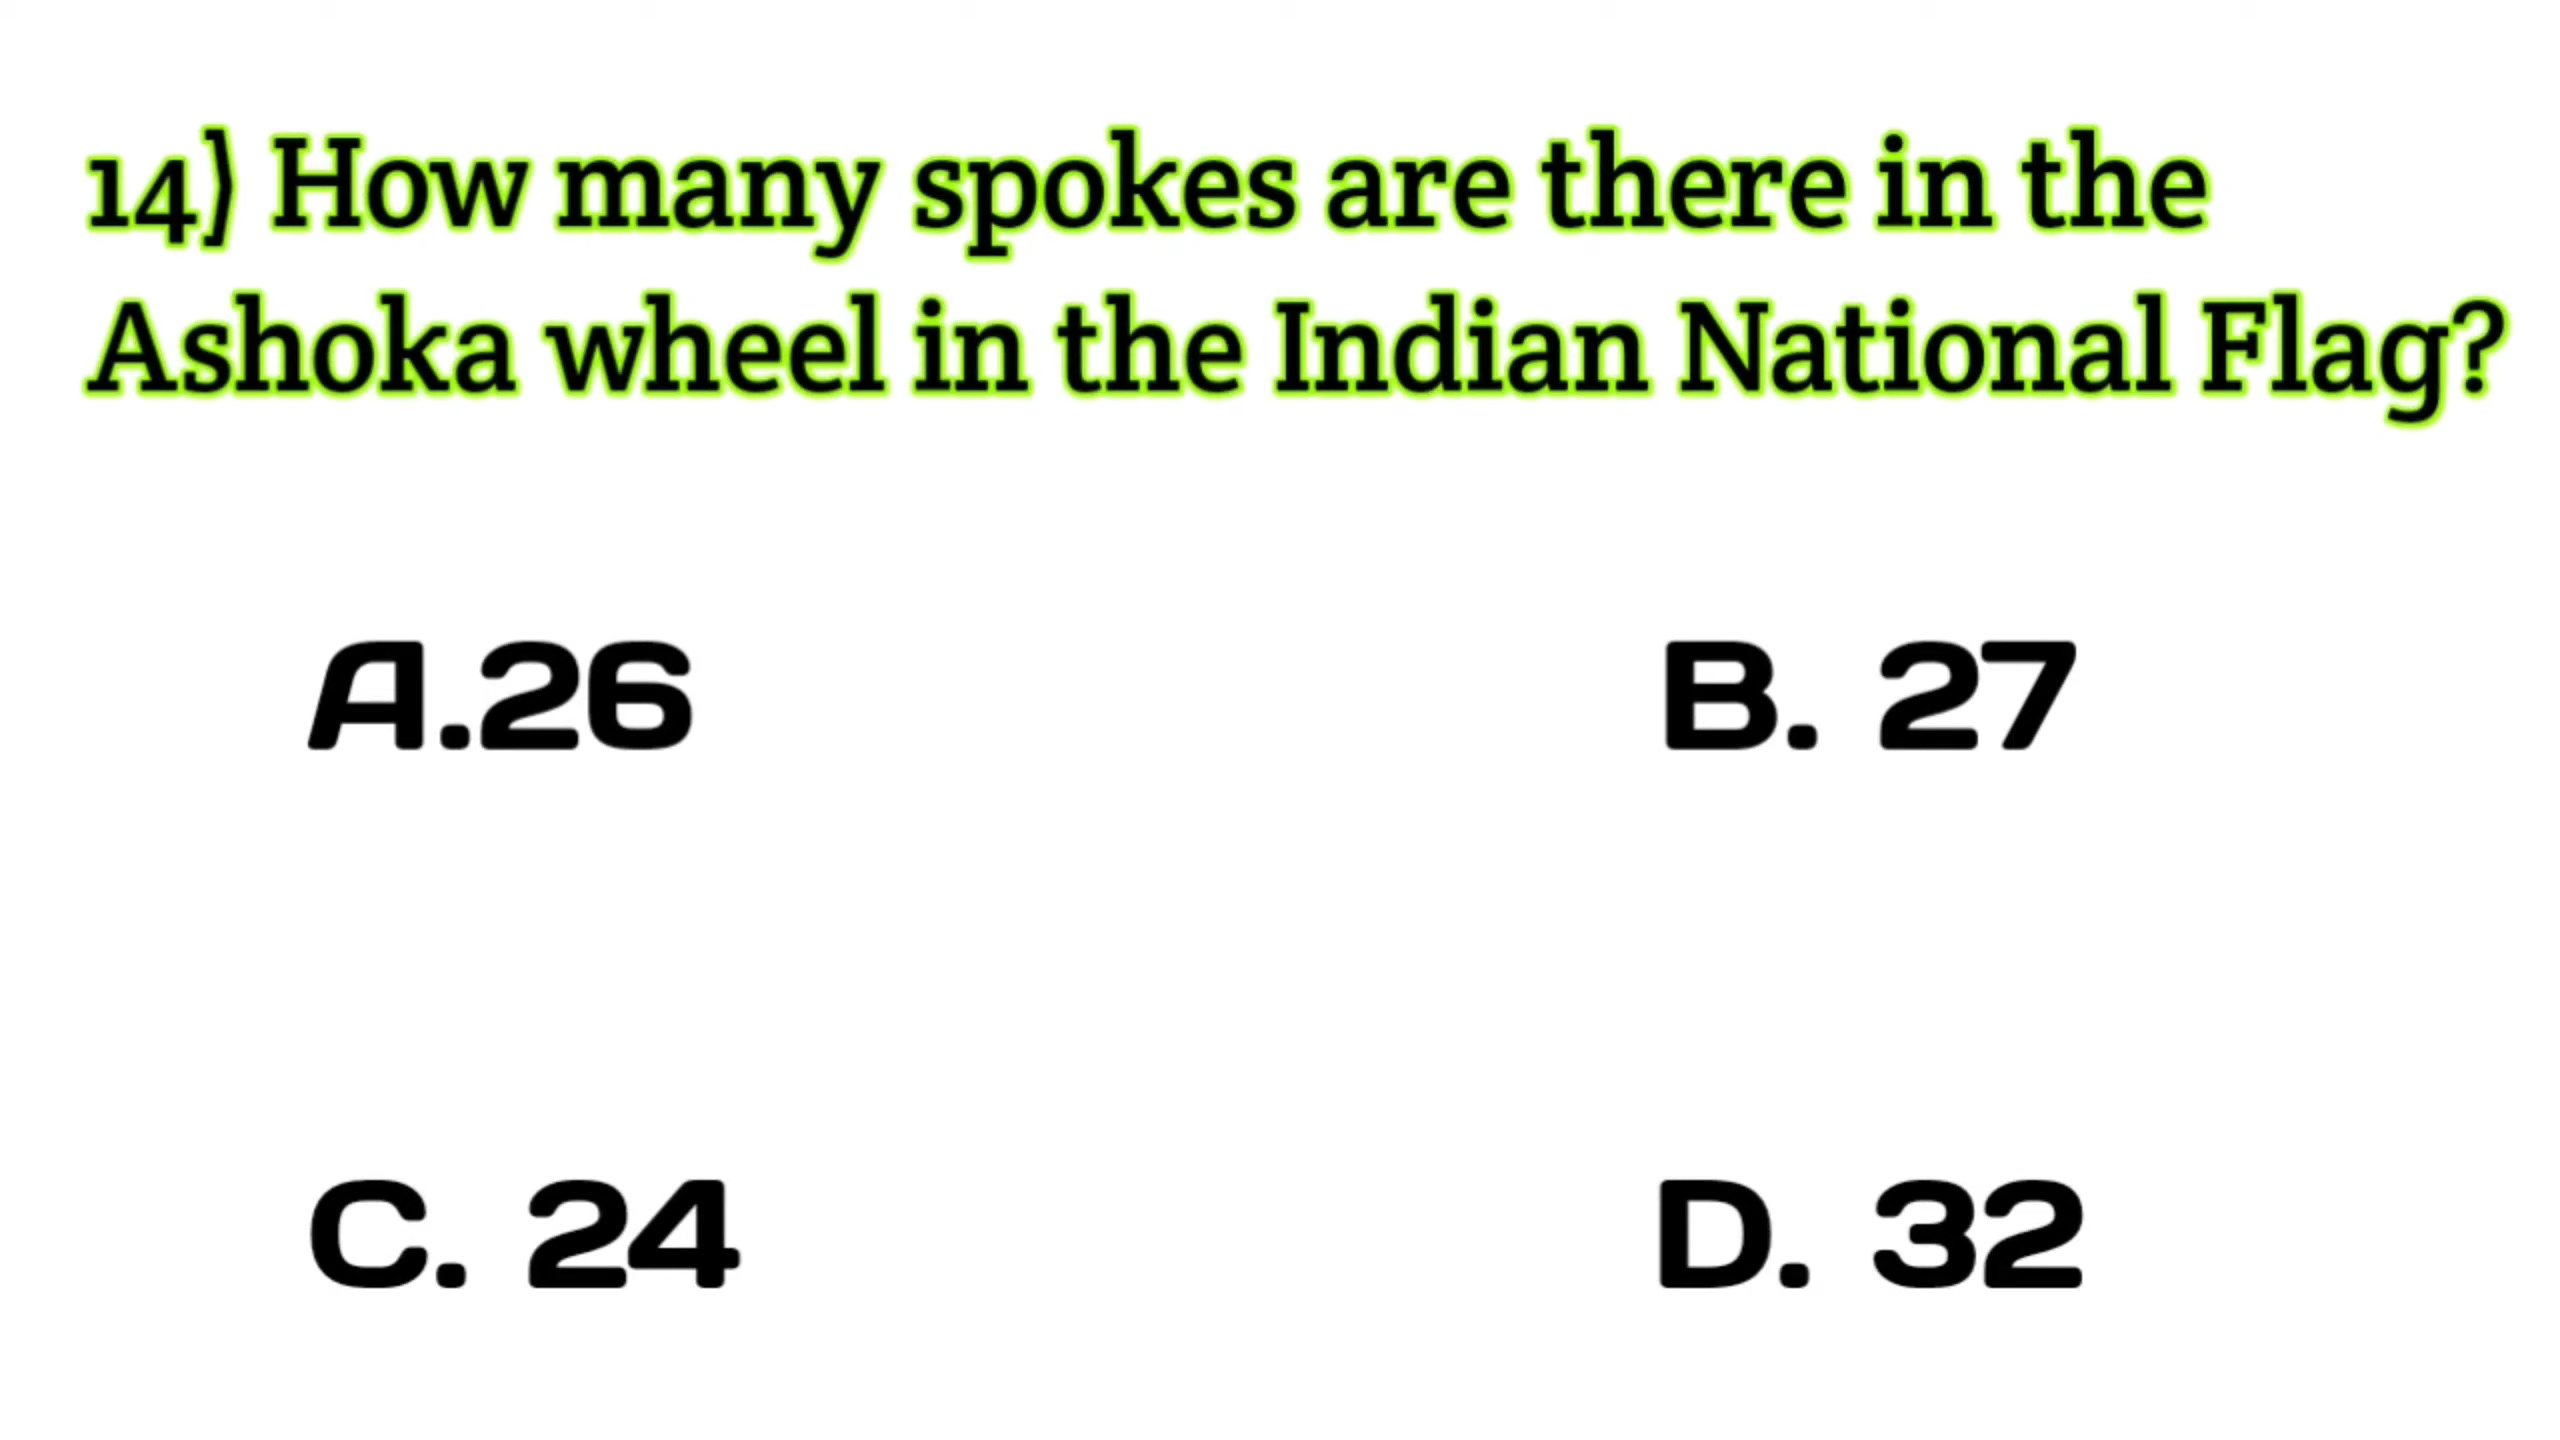 14) How many spokes are there in the
Ashoka wheel in the Indian National Flag?
A.26
B. 27
C. 24
D. 32